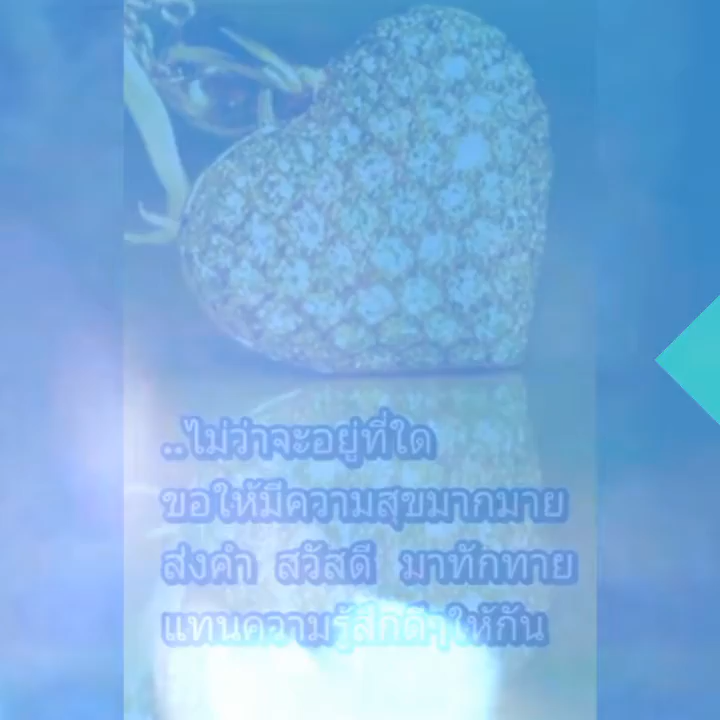 ..ไม่ว่าจะอยู่ที่ใด
ขอให้มีความสุขมากมาย
ส่งคำ สวัสดี มาทักทาย
แทนความรู้สึกดีๆให้กัน